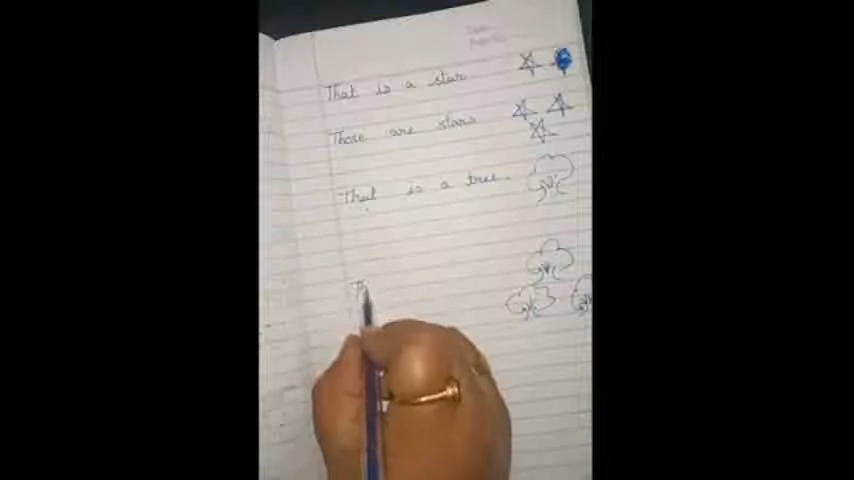 That is a star
Those are stars
That is a tree.